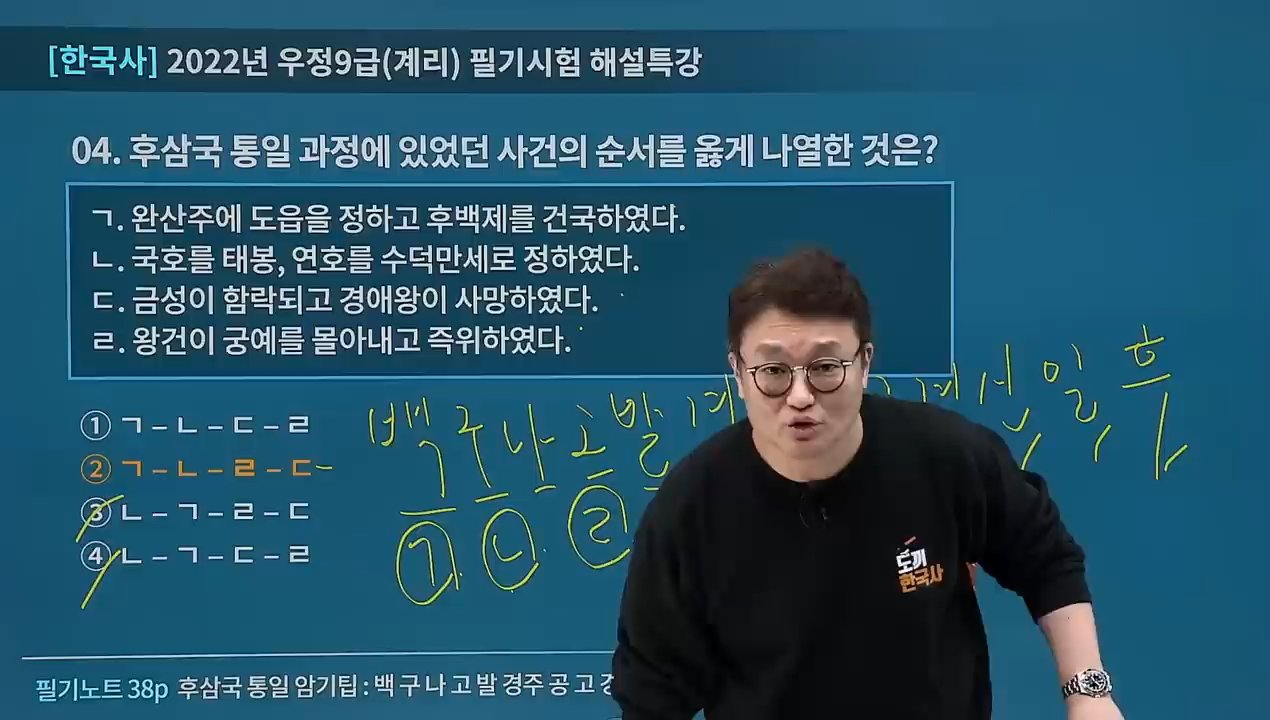 [한국사] 2022년 우정9급(계리) 필기시험 해설특강
04. 후삼국 통일 과정에 있었던 사건의 순서를 옳게 나열한 것은?
ㄱ. 완산주에 도읍을 정하고 후백제를 건국하였다.
ㄴ. 국호를 태봉, 연호를 수덕만세로 정하였다.
ㄷ. 금성이 함락되고 경애왕이 사망하였다.
ㄹ. 왕건이 궁예를 몰아내고 즉위하였다.
① ㄱ – ㄴ – ㄷ – ㄹ
② ㄱ – ㄴ – ㄹ – ㄷ
③ ㄴ – ㄱ – ㄹ – ㄷ
④ ㄴ – ㄱ – ㄷ – ㄹ
백 구 나 고 발 경
선 일 후
ㄱ ㄴ ㄹ
도끼
한국사
필기노트 38p 후삼국 통일 암기팁 : 백 구 나 고 발 경주 공 고